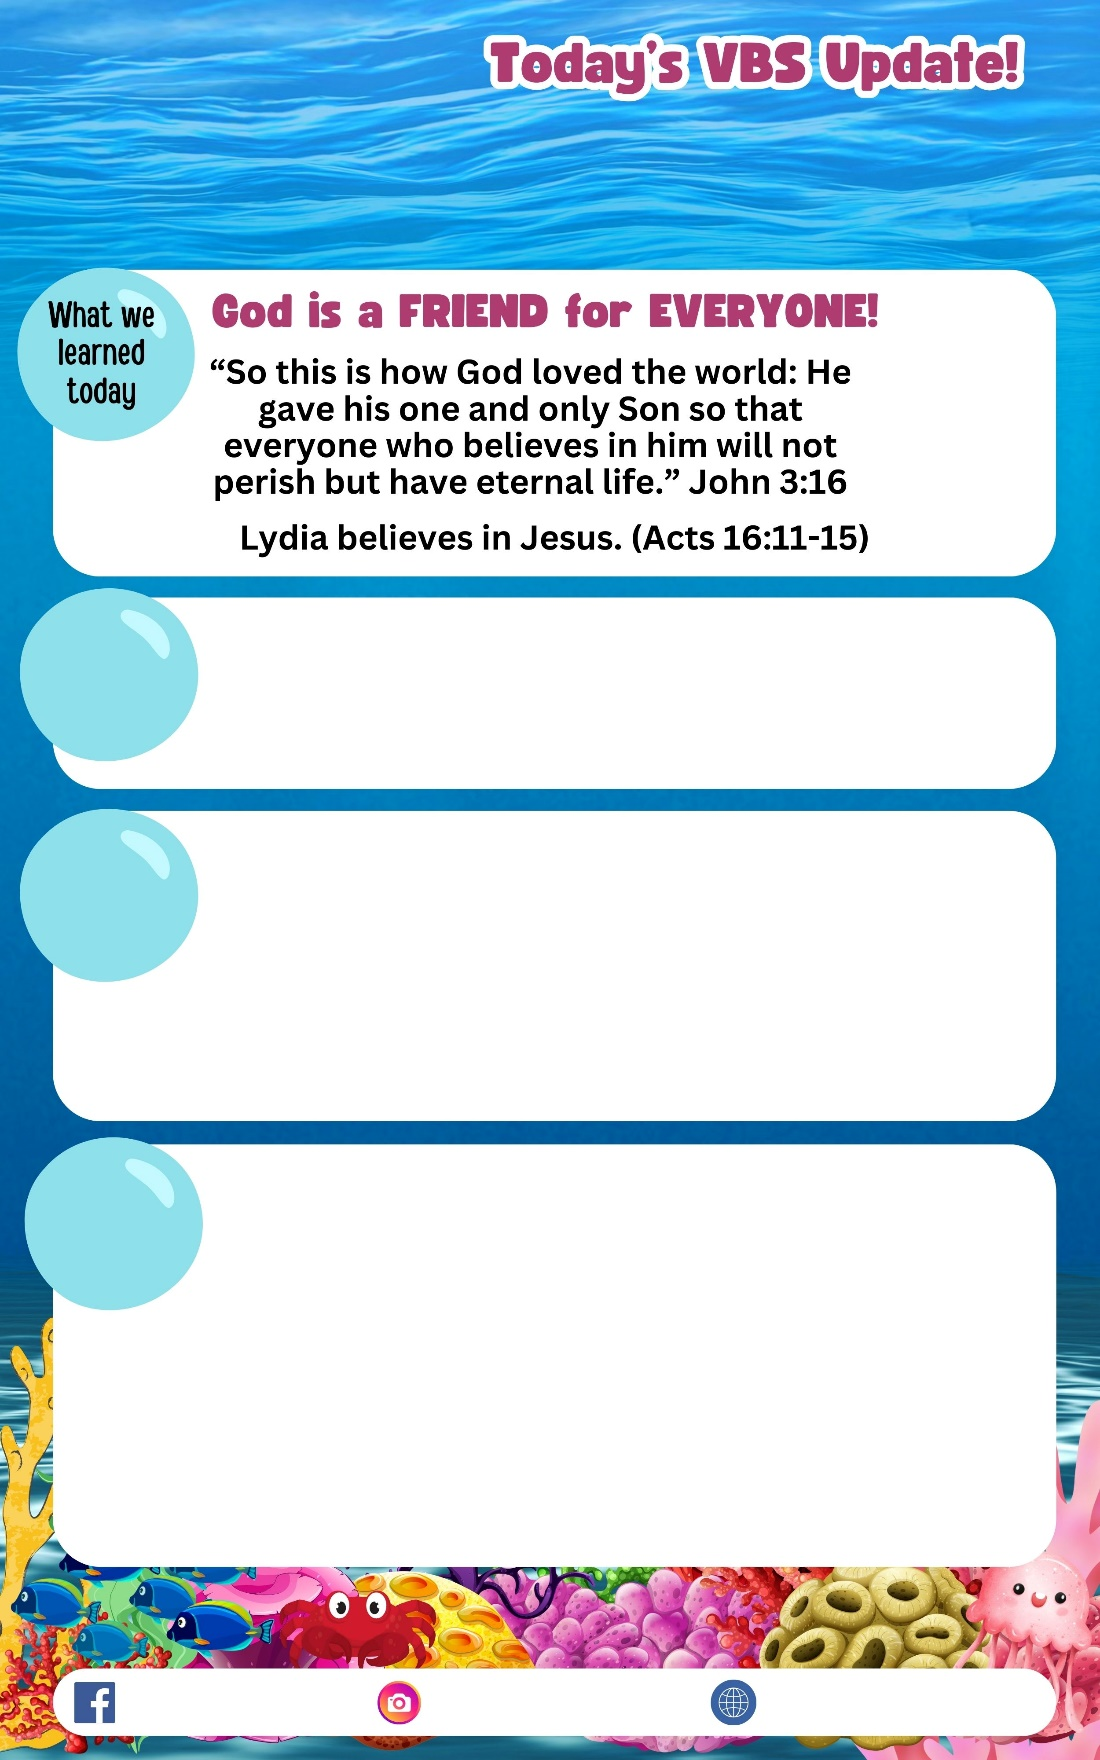 Today’s VBS Update!
What we
learned
today
God is a FRIEND for EVERYONE!
“So this is how God loved the world: He
gave his one and only Son so that
everyone who believes in him will not
perish but have eternal life.” John 3:16
Lydia believes in Jesus. (Acts 16:11-15)